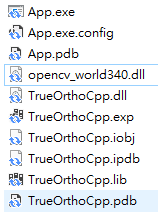 App.exe
App.exe.config
App.pdb
opencv_world340.dll
TrueOrthoCpp.dll
TrueOrthoCpp.exp
TrueOrthoCpp.iobj
TrueOrthoCpp.ipdb
TrueOrthoCpp.lib
TrueOrthoCpp.pdb